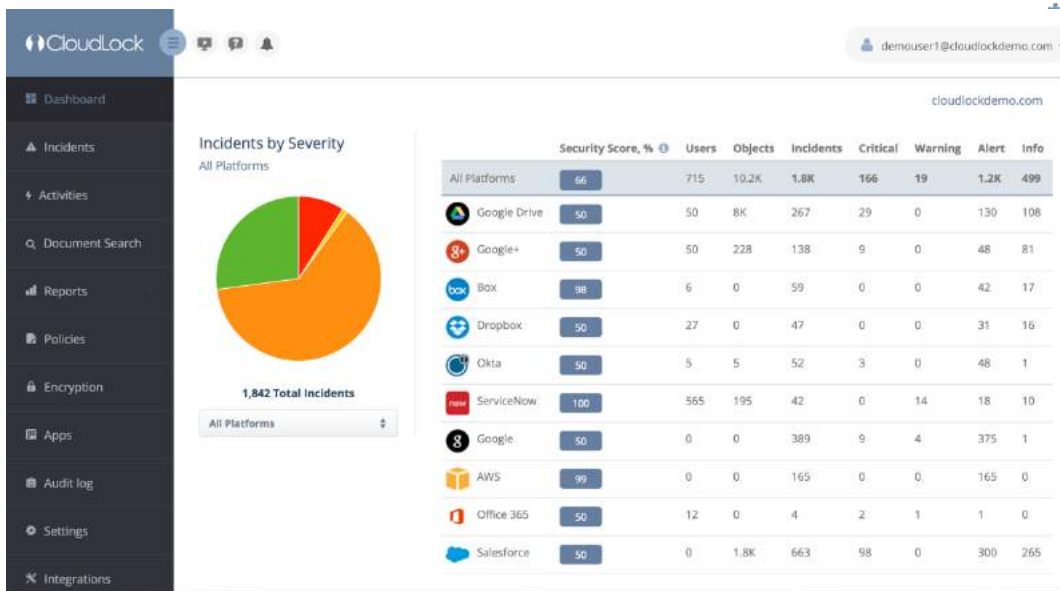 CloudLock
demouser1@cloudlockdemo.com
Dashboard
Incidents
Activities
Document Search
Reports
Policies
Encryption
Apps
Audit log
Settings
Integrations
cloudlockdemo.com
Incidents by Severity
All Platforms
1,842 Total Incidents
All Platforms
Security Score, % Users Objects Incidents Critical Warning Alert Info
All Platforms 66 715 10.2K 1.8K 166 19 1.2K 499
Google Drive 50 50 8K 267 29 0 130 108
g+ Google+ 50 50 228 138 9 0 48 81
box Box 98 6 0 59 0 0 42 17
Dropbox 50 27 0 47 0 0 31 16
Okta 50 5 5 52 3 0 48 1
now ServiceNow 100 565 195 42 0 14 18 10
g Google 50 0 0 389 9 4 375 1
AWS 99 0 0 165 0 0 165 0
Office 365 50 12 0 4 2 1 1 0
Salesforce 50 0 1.8K 663 98 0 300 265